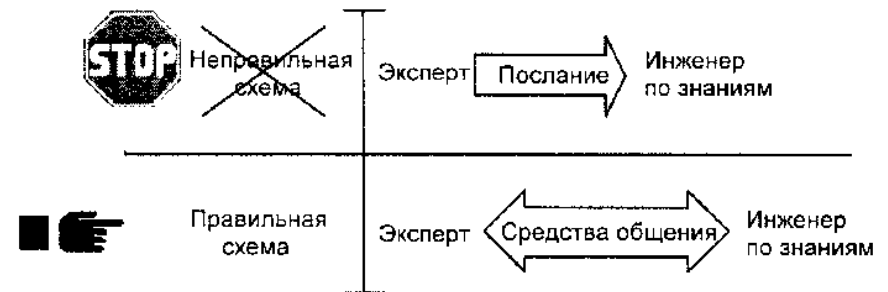 STOP
Неправильная
схема
Эксперт
Послание
Инженер
по знаниям
Правильная
схема
Эксперт
Средства общения
Инженер
по знаниям